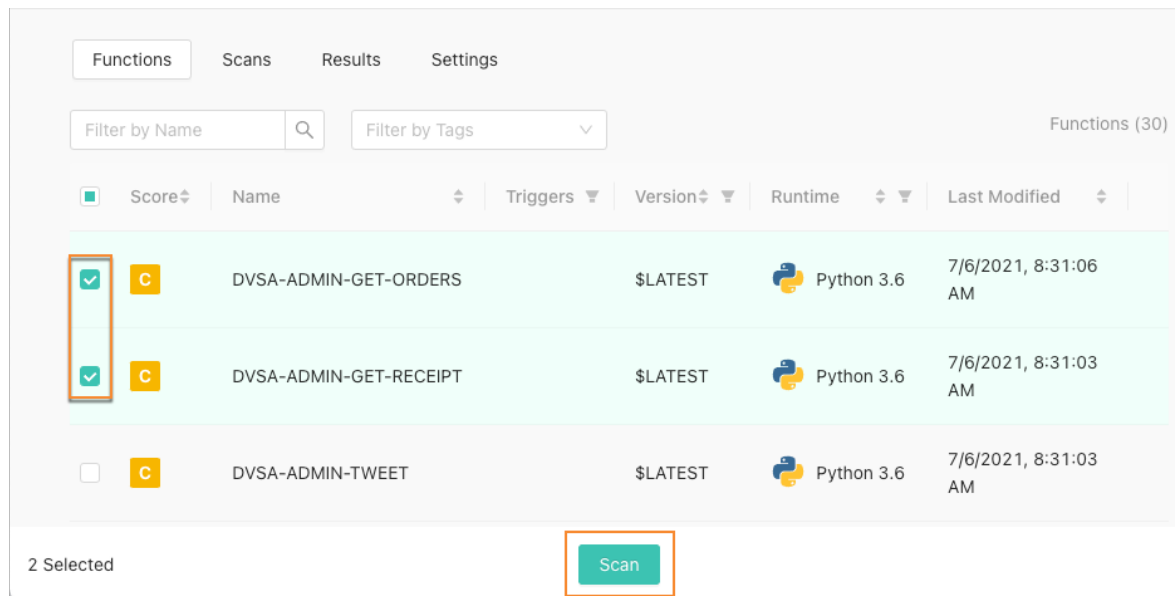 Functions Scans Results Settings
Filter by Name Filter by Tags Functions (30)
Score Name Triggers Version Runtime Last Modified
C DVSA-ADMIN-GET-ORDERS $LATEST Python 3.6 7/6/2021, 8:31:06
AM
C DVSA-ADMIN-GET-RECEIPT $LATEST Python 3.6 7/6/2021, 8:31:03
AM
C DVSA-ADMIN-TWEET $LATEST Python 3.6 7/6/2021, 8:31:03
AM
2 Selected Scan